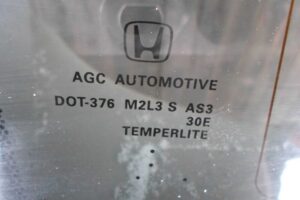 AGC AUTOMOTIVE
DOT-376 M2L3 S AS3
30E
TEMPERLITE